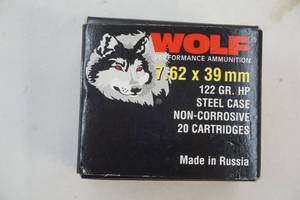 WOLF
PERFORMANCE AMMUNITION
7.62 x 39 mm
122 GR. HP
STEEL CASE
NON-CORROSIVE
20 CARTRIDGES
Made in Russia